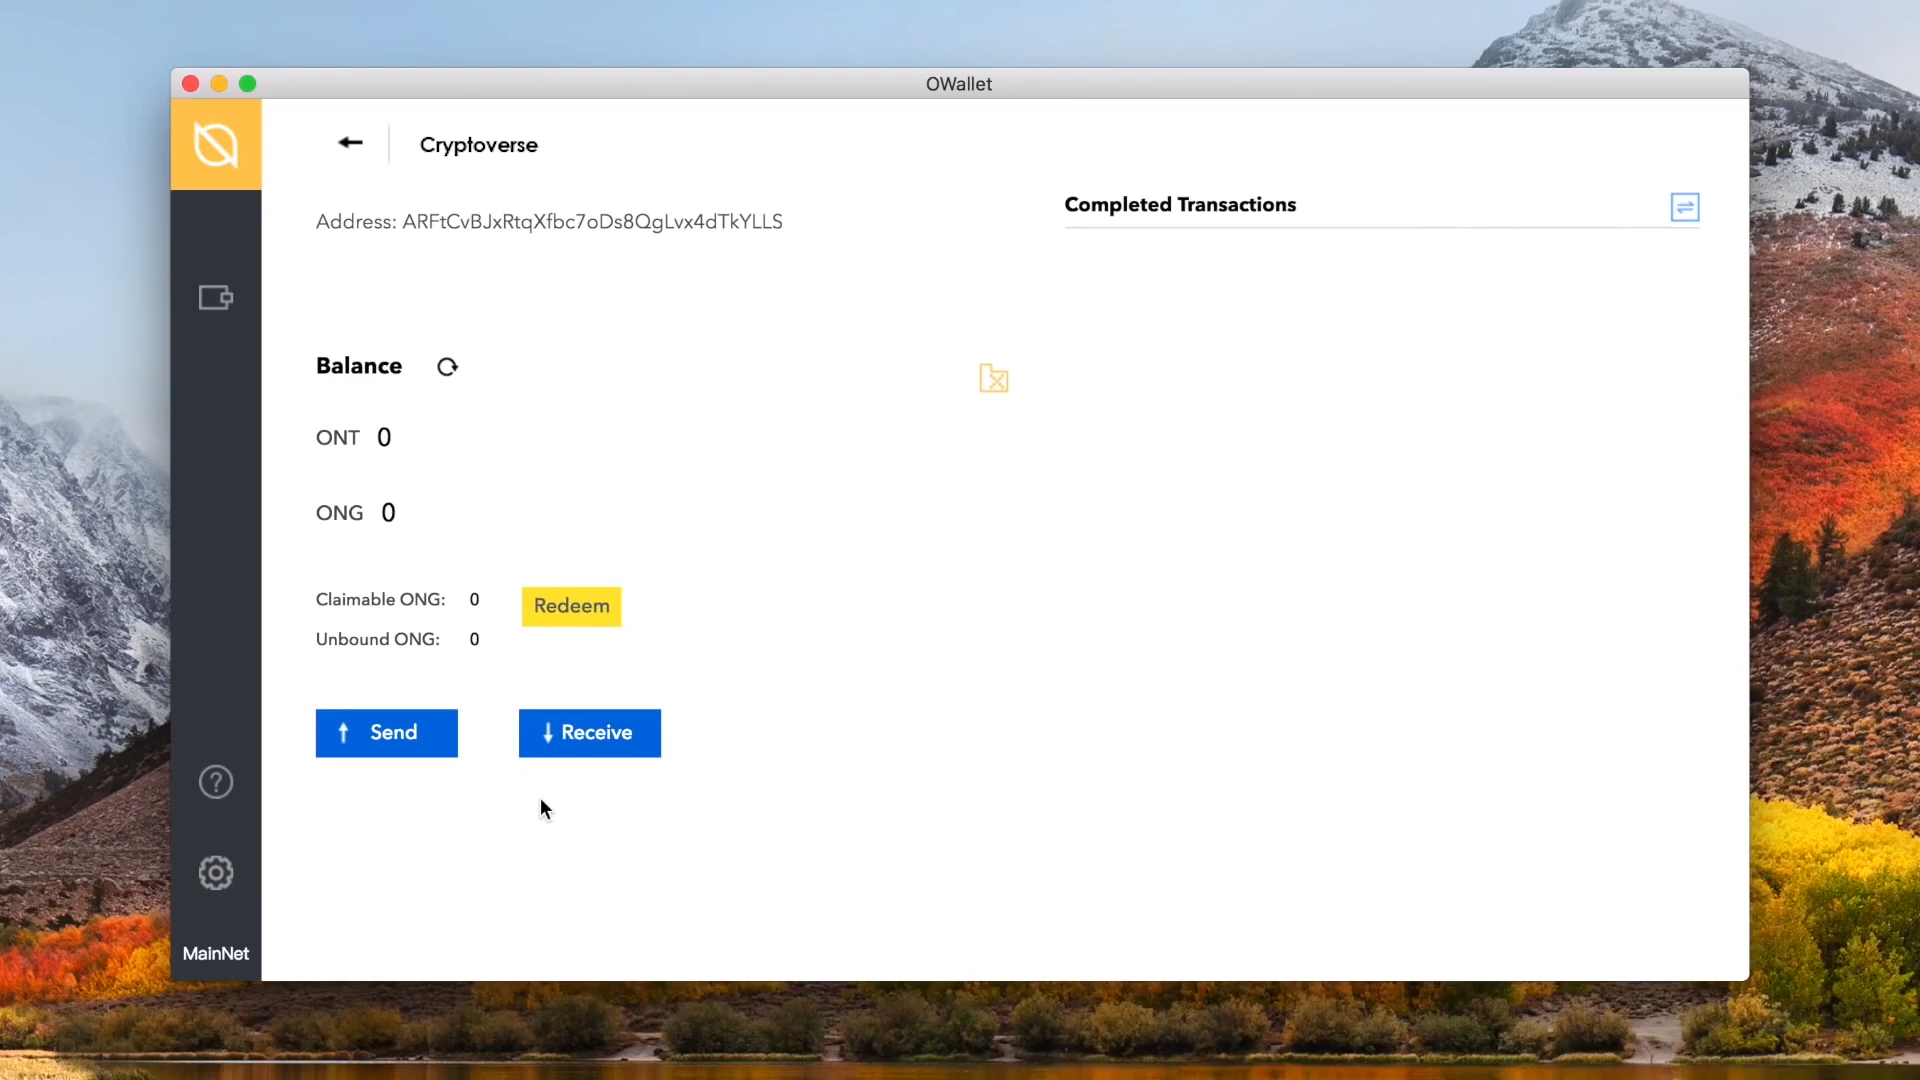 OWallet
Cryptoverse
Address: ARFtCvBJxRtqXfbc7oDs8QgLvx4dTkYLLS
Completed Transactions
Balance
ONT 0
ONG 0
Claimable ONG: 0
Redeem
Unbound ONG: 0
Send
Receive
MainNet